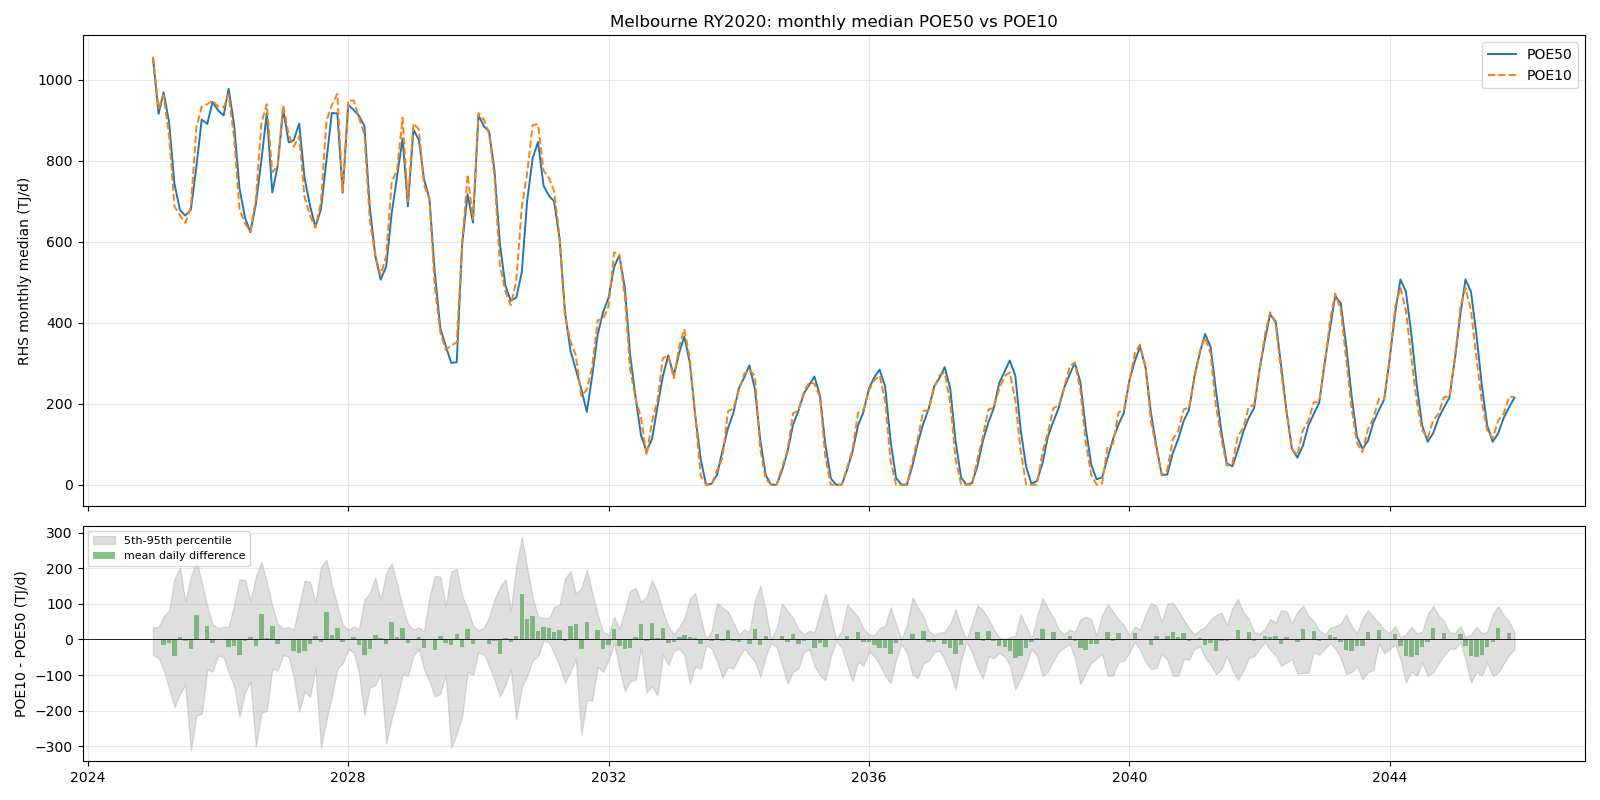 Melbourne RY2020: monthly median POE50 vs POE10
RHS monthly median (TJ/d)
1000
800
600
400
200
0
POE50
POE10
POE10 - POE50 (TJ/d)
300
200
100
0
−100
−200
−300
5th-95th percentile
mean daily difference
2024
2028
2032
2036
2040
2044